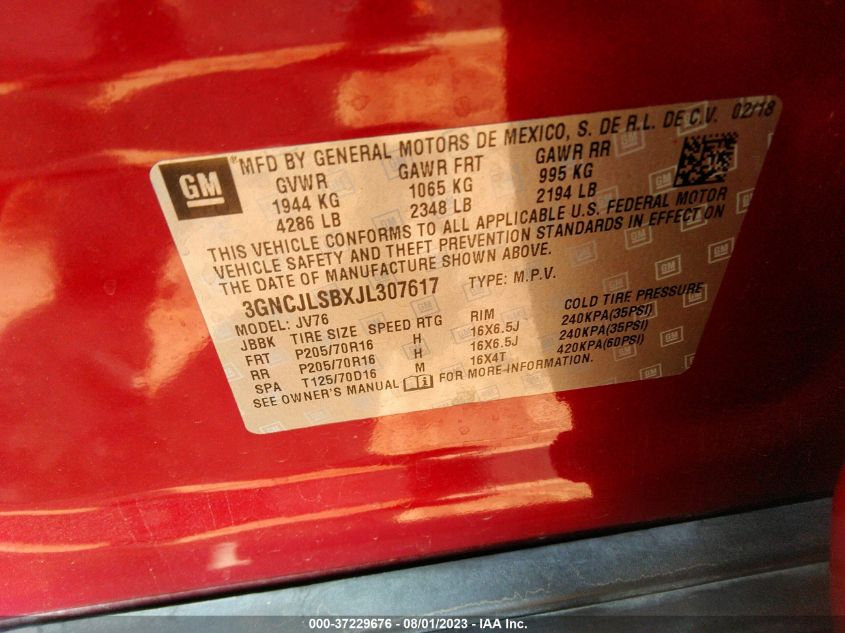 GM
®MFD BY GENERAL MOTORS DE MEXICO, S. DE R.L. DE C.V. 02/18
GVWR GAWR FRT GAWR RR
1944 KG 1065 KG 995 KG
4286 LB 2348 LB 2194 LB
THIS VEHICLE CONFORMS TO ALL APPLICABLE U.S. FEDERAL MOTOR
VEHICLE SAFETY AND THEFT PREVENTION STANDARDS IN EFFECT ON
THE DATE OF MANUFACTURE SHOWN ABOVE.
3GNCJLSBXJL307617 TYPE: M.P.V.
MODEL: JV76
JBBK TIRE SIZE SPEED RTG RIM COLD TIRE PRESSURE
FRT P205/70R16 H 16X6.5J 240KPA(35PSI)
RR P205/70R16 H 16X6.5J 240KPA(35PSI)
SPA T125/70D16 M 16X4T 420KPA(60PSI)
SEE OWNER'S MANUAL FOR MORE INFORMATION.
000-37229676 - 08/01/2023 - IAA Inc.